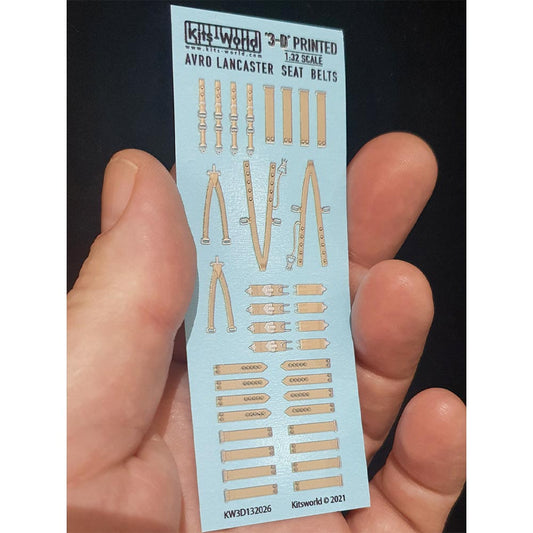 Kits-World
www.kits-world.com
"3-D" PRINTED
1:32 SCALE
AVRO LANCASTER SEAT BELTS
KW3D132026
Kitsworld © 2021